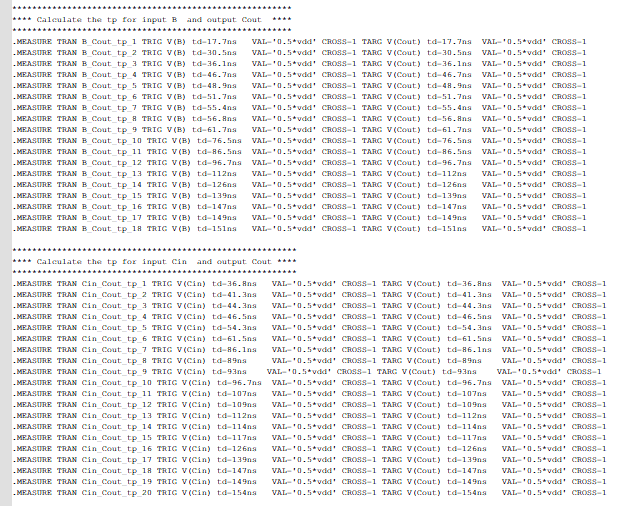 ********************************************************
**** Calculate the tp for input B  and output Cout  ****
********************************************************
.MEASURE TRAN B_Cout_tp_1 TRIG V(B) td=17.7ns   VAL='0.5*vdd' CROSS=1 TARG V(Cout) td=17.7ns  VAL='0.5*vdd' CROSS=1
.MEASURE TRAN B_Cout_tp_2 TRIG V(B) td=30.5ns   VAL='0.5*vdd' CROSS=1 TARG V(Cout) td=30.5ns  VAL='0.5*vdd' CROSS=1
.MEASURE TRAN B_Cout_tp_3 TRIG V(B) td=36.1ns   VAL='0.5*vdd' CROSS=1 TARG V(Cout) td=36.1ns  VAL='0.5*vdd' CROSS=1
.MEASURE TRAN B_Cout_tp_4 TRIG V(B) td=46.7ns   VAL='0.5*vdd' CROSS=1 TARG V(Cout) td=46.7ns  VAL='0.5*vdd' CROSS=1
.MEASURE TRAN B_Cout_tp_5 TRIG V(B) td=48.9ns   VAL='0.5*vdd' CROSS=1 TARG V(Cout) td=48.9ns  VAL='0.5*vdd' CROSS=1
.MEASURE TRAN B_Cout_tp_6 TRIG V(B) td=51.7ns   VAL='0.5*vdd' CROSS=1 TARG V(Cout) td=51.7ns  VAL='0.5*vdd' CROSS=1
.MEASURE TRAN B_Cout_tp_7 TRIG V(B) td=55.4ns   VAL='0.5*vdd' CROSS=1 TARG V(Cout) td=55.4ns  VAL='0.5*vdd' CROSS=1
.MEASURE TRAN B_Cout_tp_8 TRIG V(B) td=56.8ns   VAL='0.5*vdd' CROSS=1 TARG V(Cout) td=56.8ns  VAL='0.5*vdd' CROSS=1
.MEASURE TRAN B_Cout_tp_9 TRIG V(B) td=61.7ns   VAL='0.5*vdd' CROSS=1 TARG V(Cout) td=61.7ns  VAL='0.5*vdd' CROSS=1
.MEASURE TRAN B_Cout_tp_10 TRIG V(B) td=76.5ns  VAL='0.5*vdd' CROSS=1 TARG V(Cout) td=76.5ns  VAL='0.5*vdd' CROSS=1
.MEASURE TRAN B_Cout_tp_11 TRIG V(B) td=86.5ns  VAL='0.5*vdd' CROSS=1 TARG V(Cout) td=86.5ns  VAL='0.5*vdd' CROSS=1
.MEASURE TRAN B_Cout_tp_12 TRIG V(B) td=96.7ns  VAL='0.5*vdd' CROSS=1 TARG V(Cout) td=96.7ns  VAL='0.5*vdd' CROSS=1
.MEASURE TRAN B_Cout_tp_13 TRIG V(B) td=112ns   VAL='0.5*vdd' CROSS=1 TARG V(Cout) td=112ns   VAL='0.5*vdd' CROSS=1
.MEASURE TRAN B_Cout_tp_14 TRIG V(B) td=126ns   VAL='0.5*vdd' CROSS=1 TARG V(Cout) td=126ns   VAL='0.5*vdd' CROSS=1
.MEASURE TRAN B_Cout_tp_15 TRIG V(B) td=139ns   VAL='0.5*vdd' CROSS=1 TARG V(Cout) td=139ns   VAL='0.5*vdd' CROSS=1
.MEASURE TRAN B_Cout_tp_16 TRIG V(B) td=147ns   VAL='0.5*vdd' CROSS=1 TARG V(Cout) td=147ns   VAL='0.5*vdd' CROSS=1
.MEASURE TRAN B_Cout_tp_17 TRIG V(B) td=149ns   VAL='0.5*vdd' CROSS=1 TARG V(Cout) td=149ns   VAL='0.5*vdd' CROSS=1
.MEASURE TRAN B_Cout_tp_18 TRIG V(B) td=151ns   VAL='0.5*vdd' CROSS=1 TARG V(Cout) td=151ns   VAL='0.5*vdd' CROSS=1
*********************************************************
**** Calculate the tp for input Cin  and output Cout ****
*********************************************************
.MEASURE TRAN Cin_Cout_tp_1 TRIG V(Cin) td=36.8ns   VAL='0.5*vdd' CROSS=1 TARG V(Cout) td=36.8ns  VAL='0.5*vdd' CROSS=1
.MEASURE TRAN Cin_Cout_tp_2 TRIG V(Cin) td=41.3ns   VAL='0.5*vdd' CROSS=1 TARG V(Cout) td=41.3ns  VAL='0.5*vdd' CROSS=1
.MEASURE TRAN Cin_Cout_tp_3 TRIG V(Cin) td=44.3ns   VAL='0.5*vdd' CROSS=1 TARG V(Cout) td=44.3ns  VAL='0.5*vdd' CROSS=1
.MEASURE TRAN Cin_Cout_tp_4 TRIG V(Cin) td=46.5ns   VAL='0.5*vdd' CROSS=1 TARG V(Cout) td=46.5ns  VAL='0.5*vdd' CROSS=1
.MEASURE TRAN Cin_Cout_tp_5 TRIG V(Cin) td=54.3ns   VAL='0.5*vdd' CROSS=1 TARG V(Cout) td=54.3ns  VAL='0.5*vdd' CROSS=1
.MEASURE TRAN Cin_Cout_tp_6 TRIG V(Cin) td=61.5ns   VAL='0.5*vdd' CROSS=1 TARG V(Cout) td=61.5ns  VAL='0.5*vdd' CROSS=1
.MEASURE TRAN Cin_Cout_tp_7 TRIG V(Cin) td=86.1ns   VAL='0.5*vdd' CROSS=1 TARG V(Cout) td=86.1ns  VAL='0.5*vdd' CROSS=1
.MEASURE TRAN Cin_Cout_tp_8 TRIG V(Cin) td=89ns     VAL='0.5*vdd' CROSS=1 TARG V(Cout) td=89ns    VAL='0.5*vdd' CROSS=1
.MEASURE TRAN Cin_Cout_tp_9 TRIG V(Cin) td=93ns    VAL='0.5*vdd' CROSS=1 TARG V(Cout) td=93ns    VAL='0.5*vdd' CROSS=1
.MEASURE TRAN Cin_Cout_tp_10 TRIG V(Cin) td=96.7ns  VAL='0.5*vdd' CROSS=1 TARG V(Cout) td=96.7ns  VAL='0.5*vdd' CROSS=1
.MEASURE TRAN Cin_Cout_tp_11 TRIG V(Cin) td=107ns   VAL='0.5*vdd' CROSS=1 TARG V(Cout) td=107ns   VAL='0.5*vdd' CROSS=1
.MEASURE TRAN Cin_Cout_tp_12 TRIG V(Cin) td=109ns   VAL='0.5*vdd' CROSS=1 TARG V(Cout) td=109ns   VAL='0.5*vdd' CROSS=1
.MEASURE TRAN Cin_Cout_tp_13 TRIG V(Cin) td=112ns   VAL='0.5*vdd' CROSS=1 TARG V(Cout) td=112ns   VAL='0.5*vdd' CROSS=1
.MEASURE TRAN Cin_Cout_tp_14 TRIG V(Cin) td=114ns   VAL='0.5*vdd' CROSS=1 TARG V(Cout) td=114ns   VAL='0.5*vdd' CROSS=1
.MEASURE TRAN Cin_Cout_tp_15 TRIG V(Cin) td=117ns   VAL='0.5*vdd' CROSS=1 TARG V(Cout) td=117ns   VAL='0.5*vdd' CROSS=1
.MEASURE TRAN Cin_Cout_tp_16 TRIG V(Cin) td=126ns   VAL='0.5*vdd' CROSS=1 TARG V(Cout) td=126ns   VAL='0.5*vdd' CROSS=1
.MEASURE TRAN Cin_Cout_tp_17 TRIG V(Cin) td=139ns   VAL='0.5*vdd' CROSS=1 TARG V(Cout) td=139ns   VAL='0.5*vdd' CROSS=1
.MEASURE TRAN Cin_Cout_tp_18 TRIG V(Cin) td=147ns   VAL='0.5*vdd' CROSS=1 TARG V(Cout) td=147ns   VAL='0.5*vdd' CROSS=1
.MEASURE TRAN Cin_Cout_tp_19 TRIG V(Cin) td=149ns   VAL='0.5*vdd' CROSS=1 TARG V(Cout) td=149ns   VAL='0.5*vdd' CROSS=1
.MEASURE TRAN Cin_Cout_tp_20 TRIG V(Cin) td=154ns   VAL='0.5*vdd' CROSS=1 TARG V(Cout) td=154ns   VAL='0.5*vdd' CROSS=1